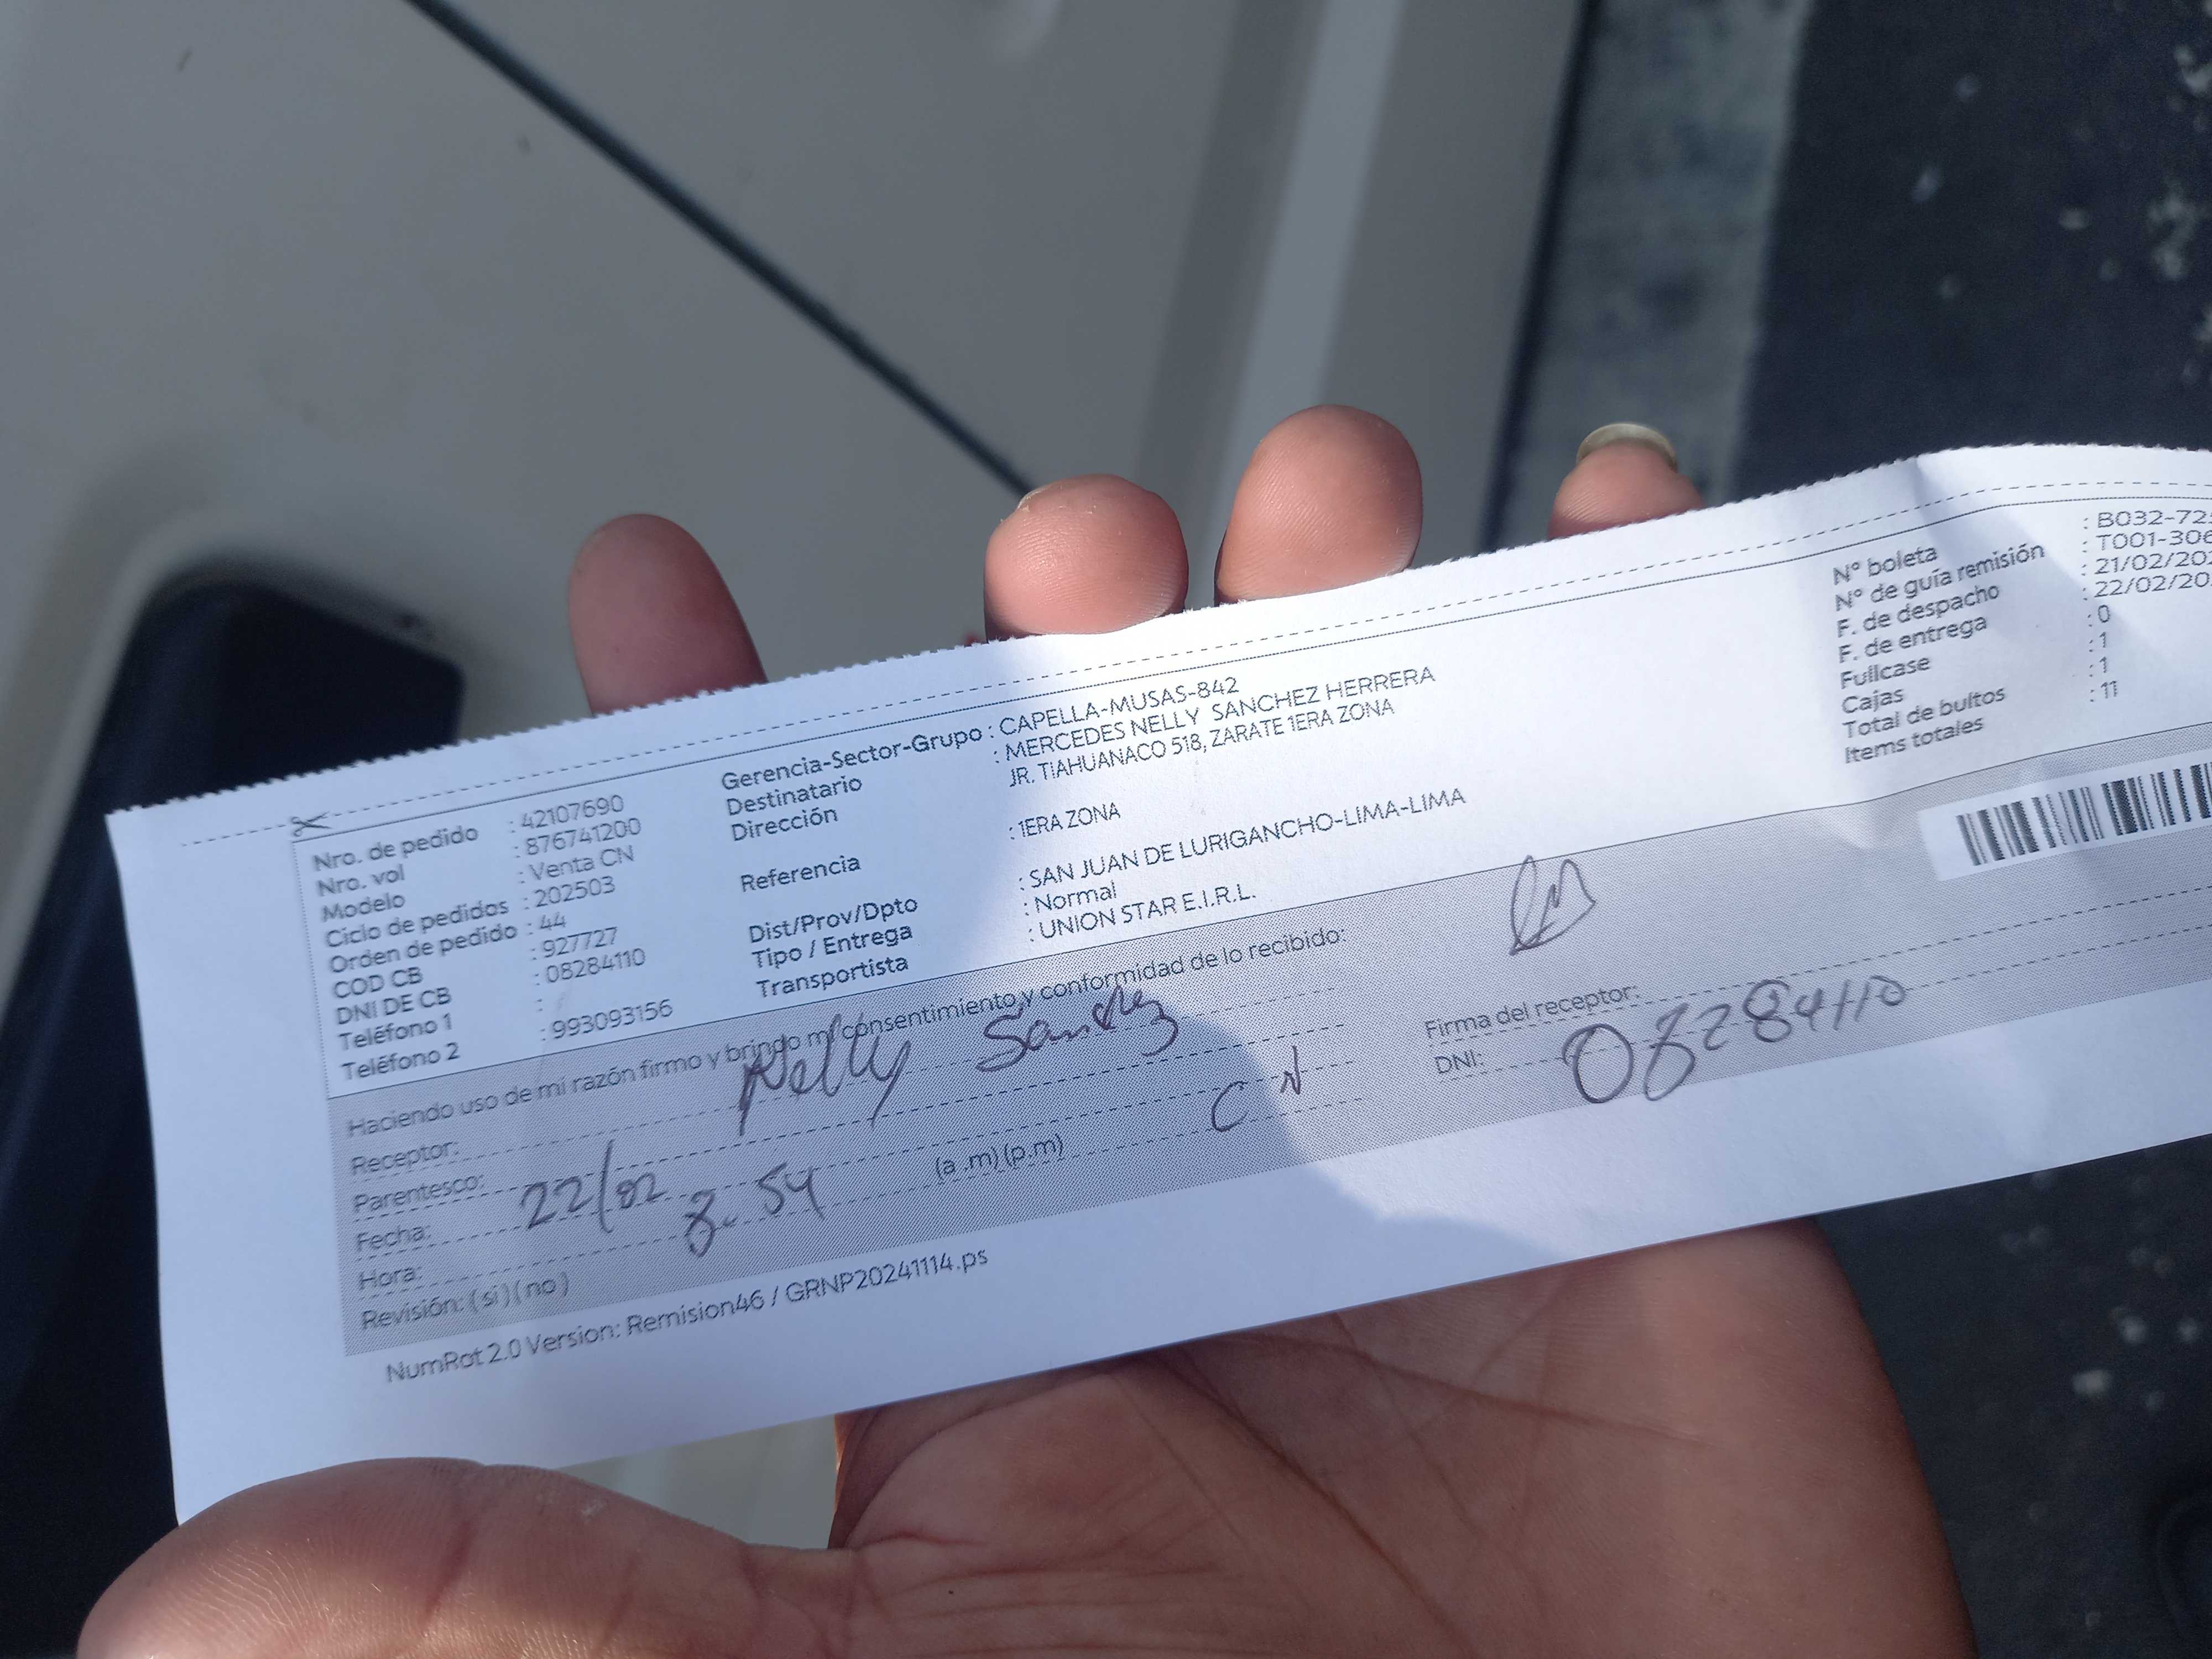 Nro. de pedido : 42107690
Nro. vol : 876741200
Modelo : Venta CN
Ciclo de pedidos : 202503
Orden de pedido : 44
COD CB : 927727
DNI DE CB : 08284110
Teléfono 1 :
Teléfono 2 : 993093156
Gerencia-Sector-Grupo : CAPELLA-MUSAS-842
Destinatario : MERCEDES NELLY SANCHEZ HERRERA
Dirección JR. TIAHUANACO 518, ZARATE 1ERA ZONA
Referencia : 1ERA ZONA
Dist/Prov/Dpto : SAN JUAN DE LURIGANCHO-LIMA-LIMA
Tipo / Entrega : Normal
Transportista : UNION STAR E.I.R.L.
N° boleta : B032-72
N° de guía remisión : T001-306
F. de despacho : 21/02/20
F. de entrega : 22/02/20
Fullcase : 0
Cajas : 1
Total de bultos : 1
Items totales : 11
Haciendo uso de mi razón firmo y brindo mi consentimiento y conformidad de lo recibido:
Receptor: Nelly Sanchez
Parentesco: CN
Fecha: 22/02
Hora: 8.54 (a.m) (p.m)
Revisión: (si) (no)
Firma del receptor:
DNI: 08284110
NumRot 2.0 Version: Remision46 / GRNP20241114.ps